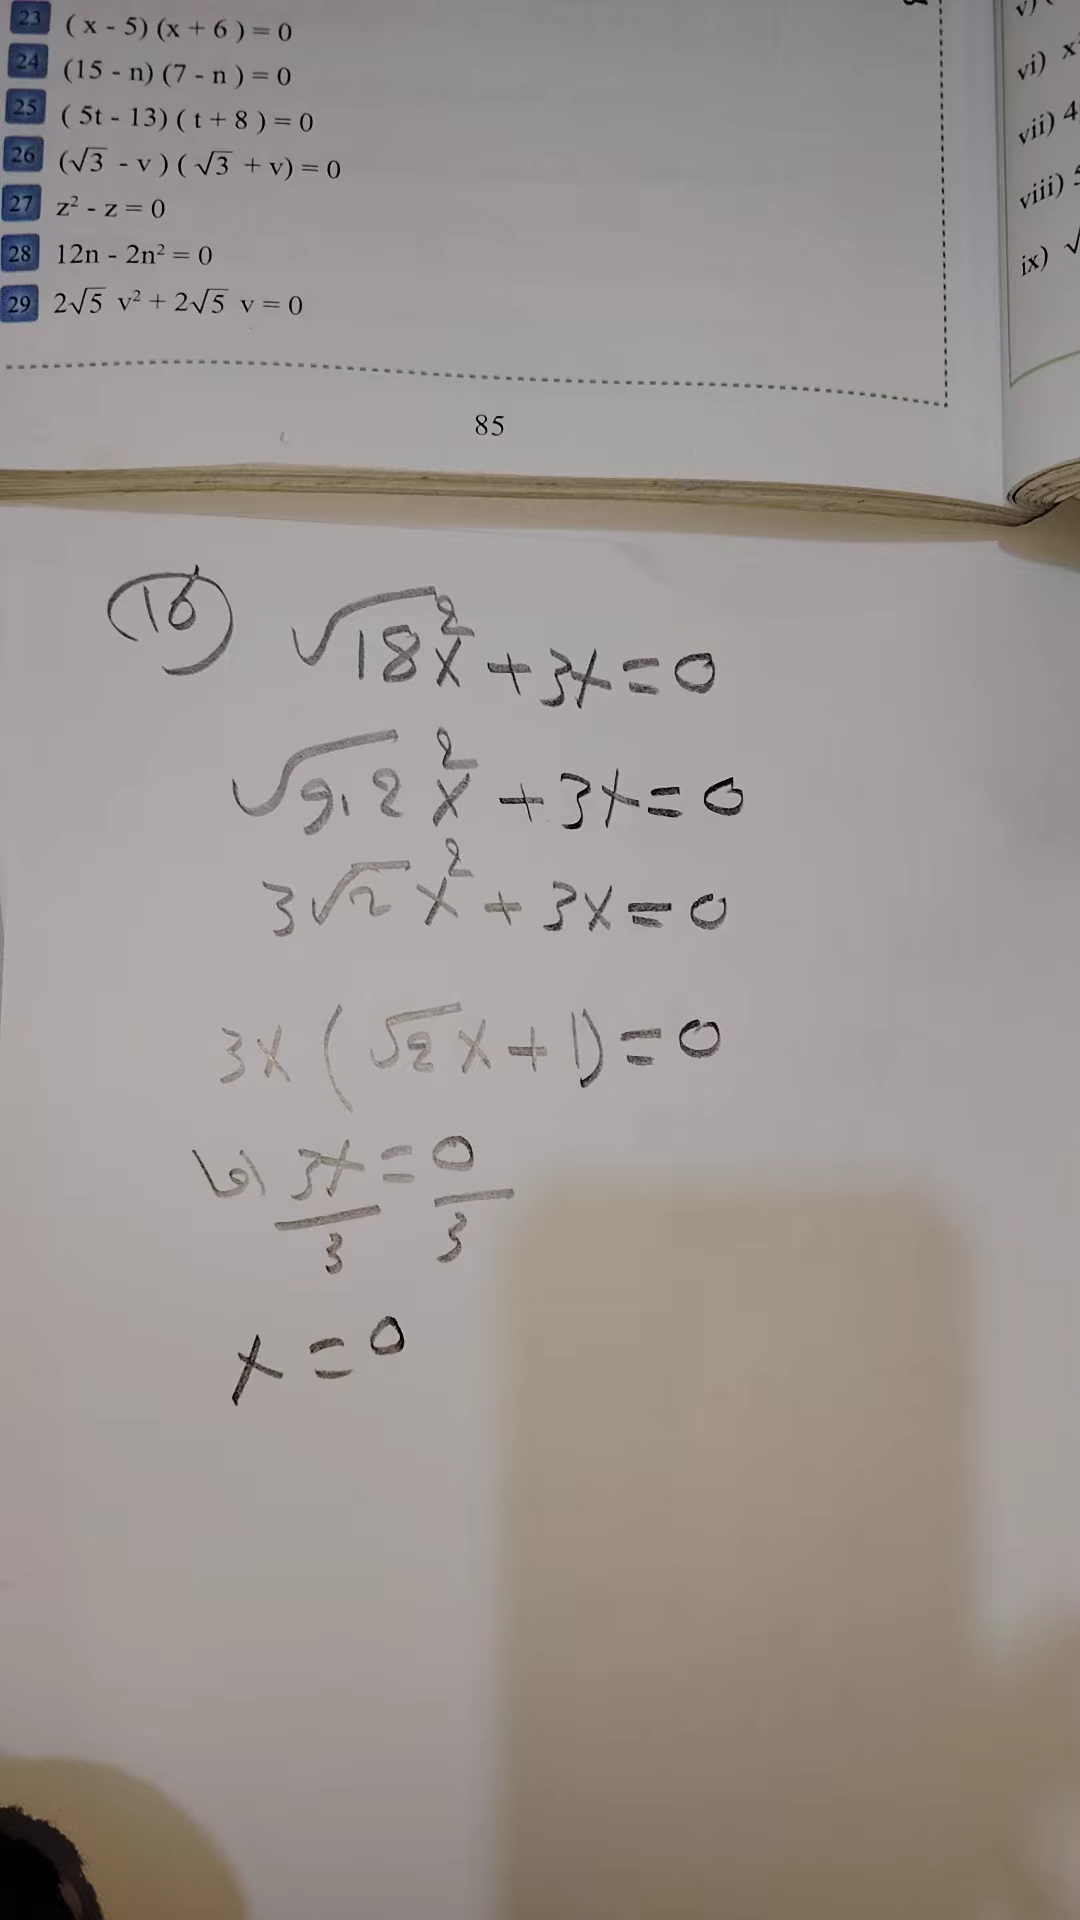 23 ( x - 5) (x + 6 ) = 0
24 (15 - n) (7 - n ) = 0
25 ( 5t - 13) ( t + 8 ) = 0
26 (√3 - v ) ( √3 + v) = 0
27 z² - z = 0
28 12n - 2n² = 0
29 2√5 v² + 2√5 v = 0
85
vi) x
vii) 4
viii)
ix) √
16 √18x² + 3x = 0
√9.2 x² + 3x = 0
3√2 x² + 3x = 0
3x (√2 x + 1) = 0
اما 3x/3 = 0/3
x = 0